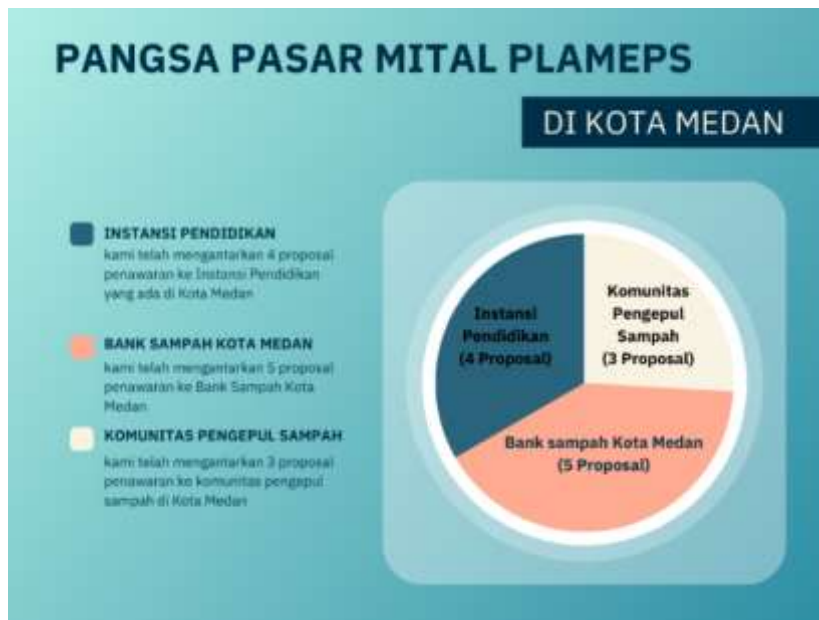 PANGSA PASAR MITAL PLAMEPS
DI KOTA MEDAN
INSTANSI PENDIDIKAN
kami telah mengantarkan 4 proposal
penawaran ke Instansi Pendidikan
yang ada di Kota Medan
BANK SAMPAH KOTA MEDAN
kami telah mengantarkan 5 proposal
penawaran ke Bank Sampah Kota
Medan
KOMUNITAS PENGEPUL SAMPAH
kami telah mengantarkan 3 proposal
penawaran ke komunitas pengepul
sampah di Kota Medan
Instansi
Pendidikan
(4 Proposal)
Komunitas
Pengepul
Sampah
(3 Proposal)
Bank sampah Kota Medan
(5 Proposal)